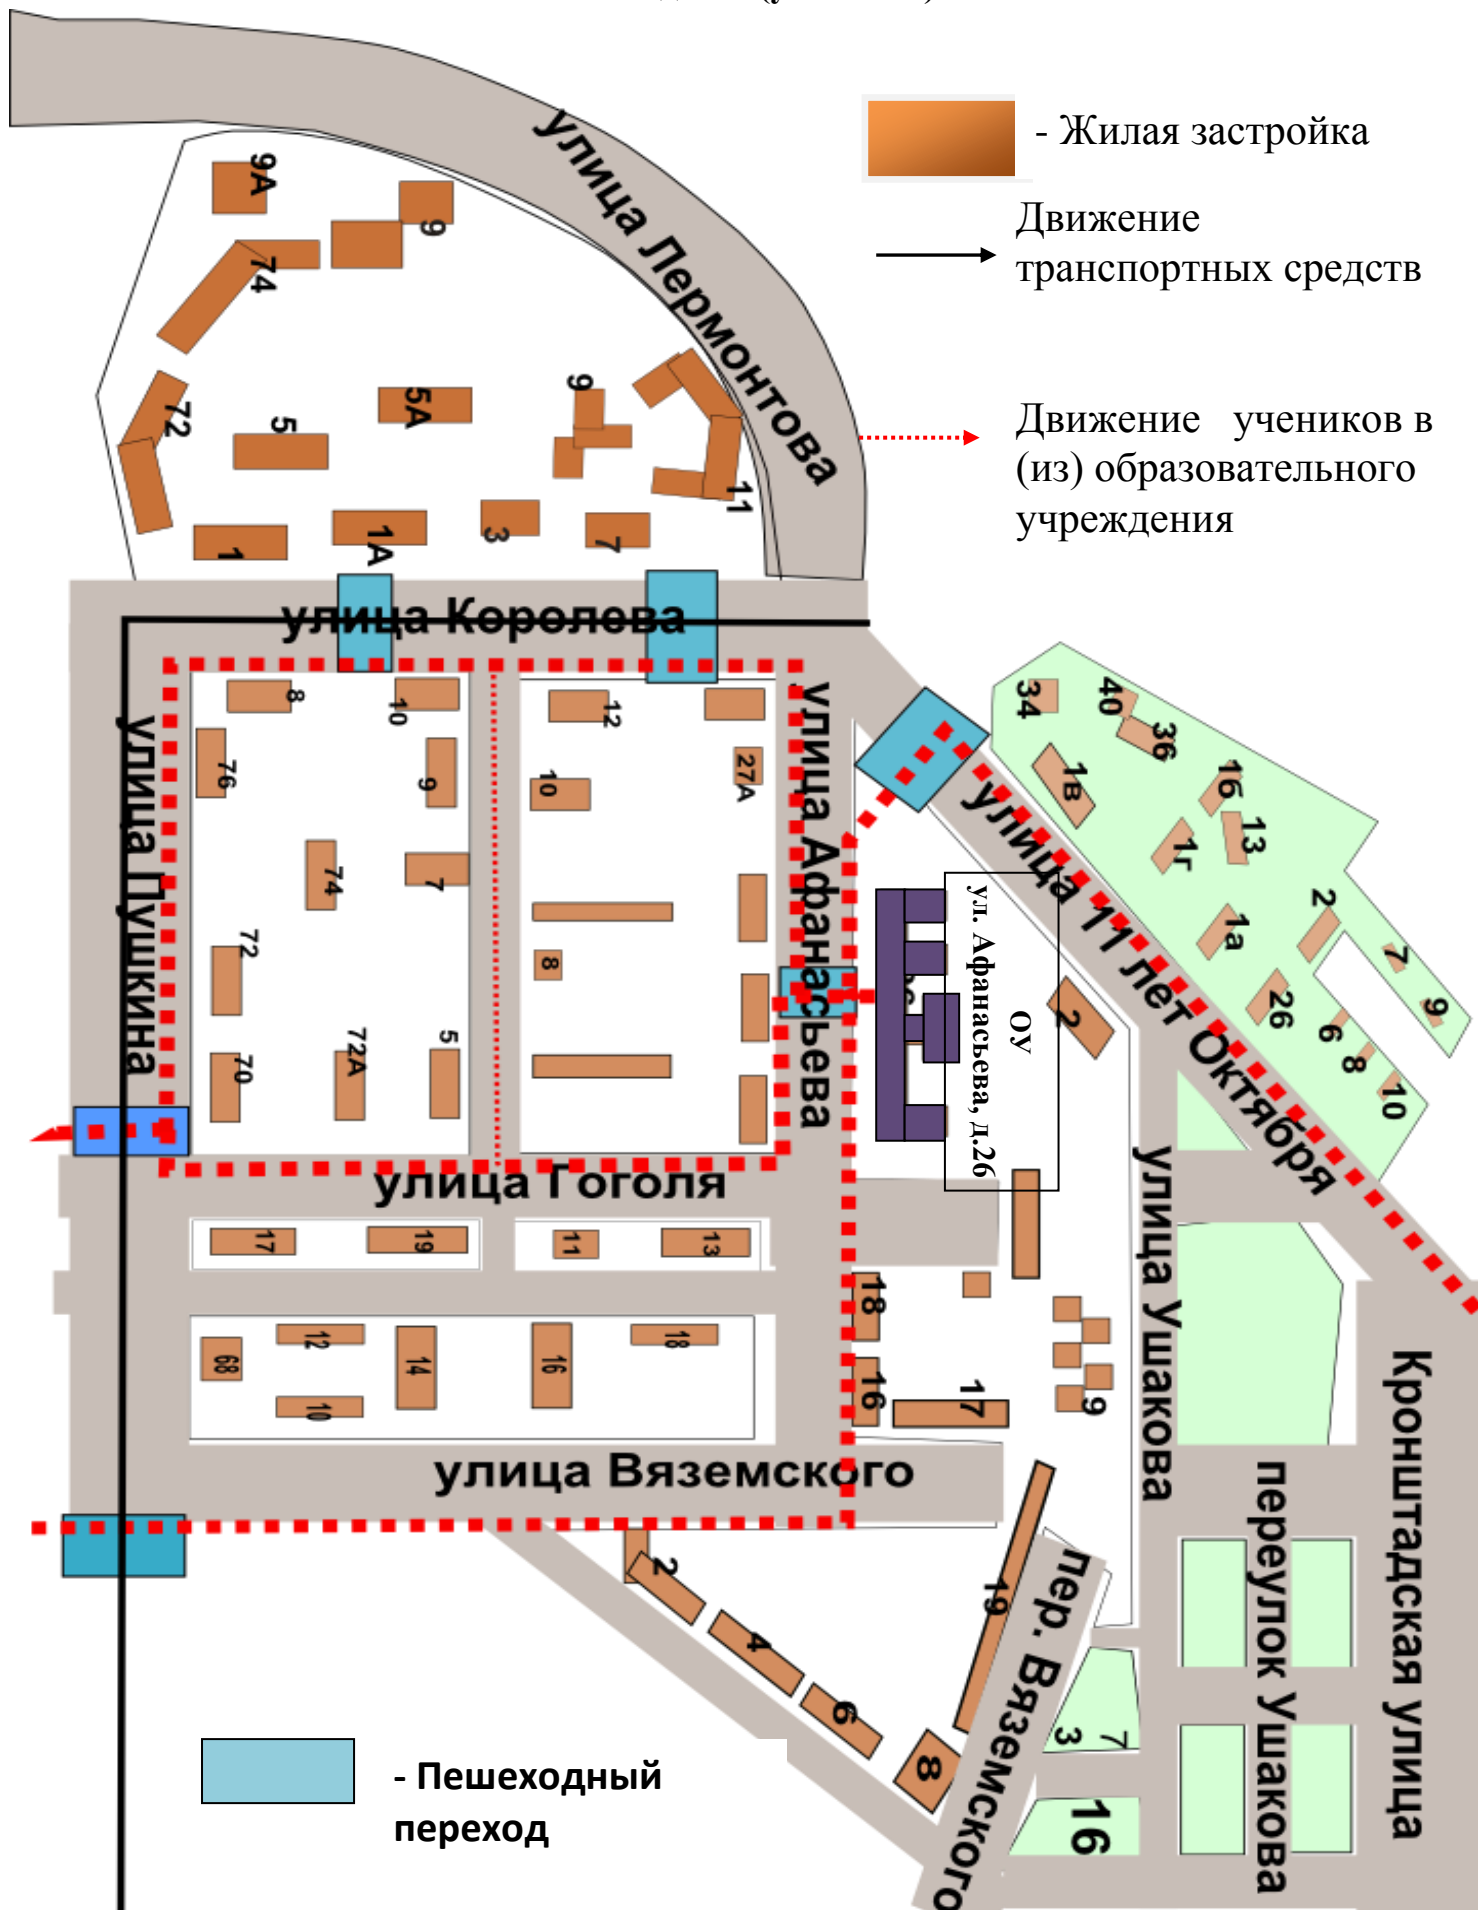 - Жилая застройка
Движение
транспортных средств
Движение учеников в
(из) образовательного
учреждения
улица Лермонтова
9А
9
74
72
5
5А
9
11
1
1А
3
7
улица Королева
8
10
76
9
74
7
72
70
72А
5
12
10
27А
8
улица Пушкина
улица Афанасьева
ул. Афанасьева, д.26
ОУ
2
улица 11 лет Октября
34
40
36
1в
16
13
1г
1а
2
7
9
26
6
8
10
улица Гоголя
17
19
11
13
68
12
10
14
16
18
18
16
17
9
улица Ушакова
улица Вяземского
2
4
6
8
19
пер. Вяземского
3
7
16
переулок Ушакова
Кронштадская улица
- Пешеходный
переход